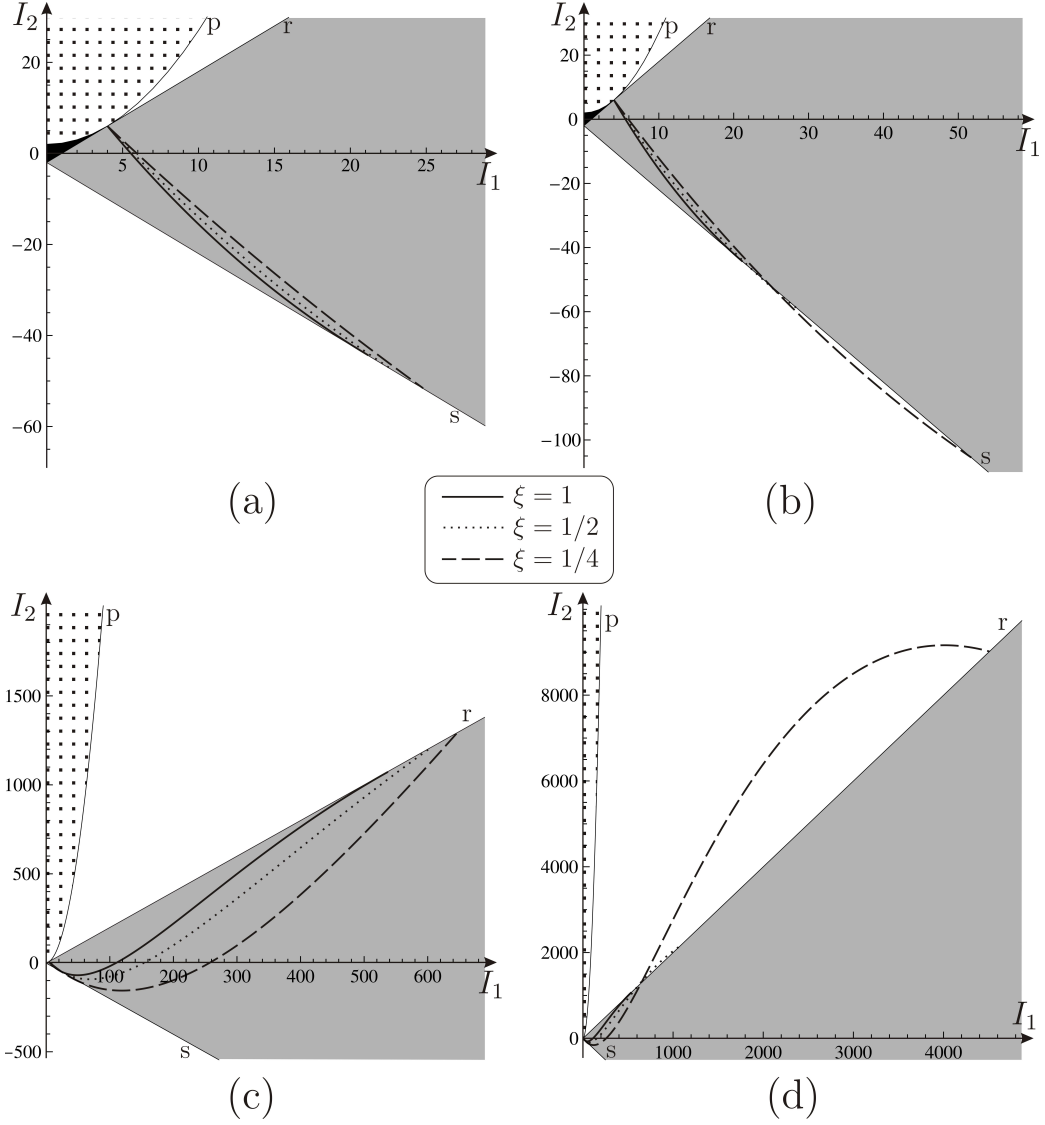 I₂
p
r
20
0
5
10
15
20
25
I₁
−20
−40
−60
s
(a)
I₂
p
r
20
0
10
20
30
40
50
I₁
−20
−40
−60
−80
−100
s
(b)
ξ = 1
ξ = 1/2
ξ = 1/4
I₂
p
r
1500
1000
500
0
100
200
300
400
500
600
I₁
−500
s
(c)
I₂
p
r
8000
6000
4000
2000
0
I₁
s
1000
2000
3000
4000
(d)